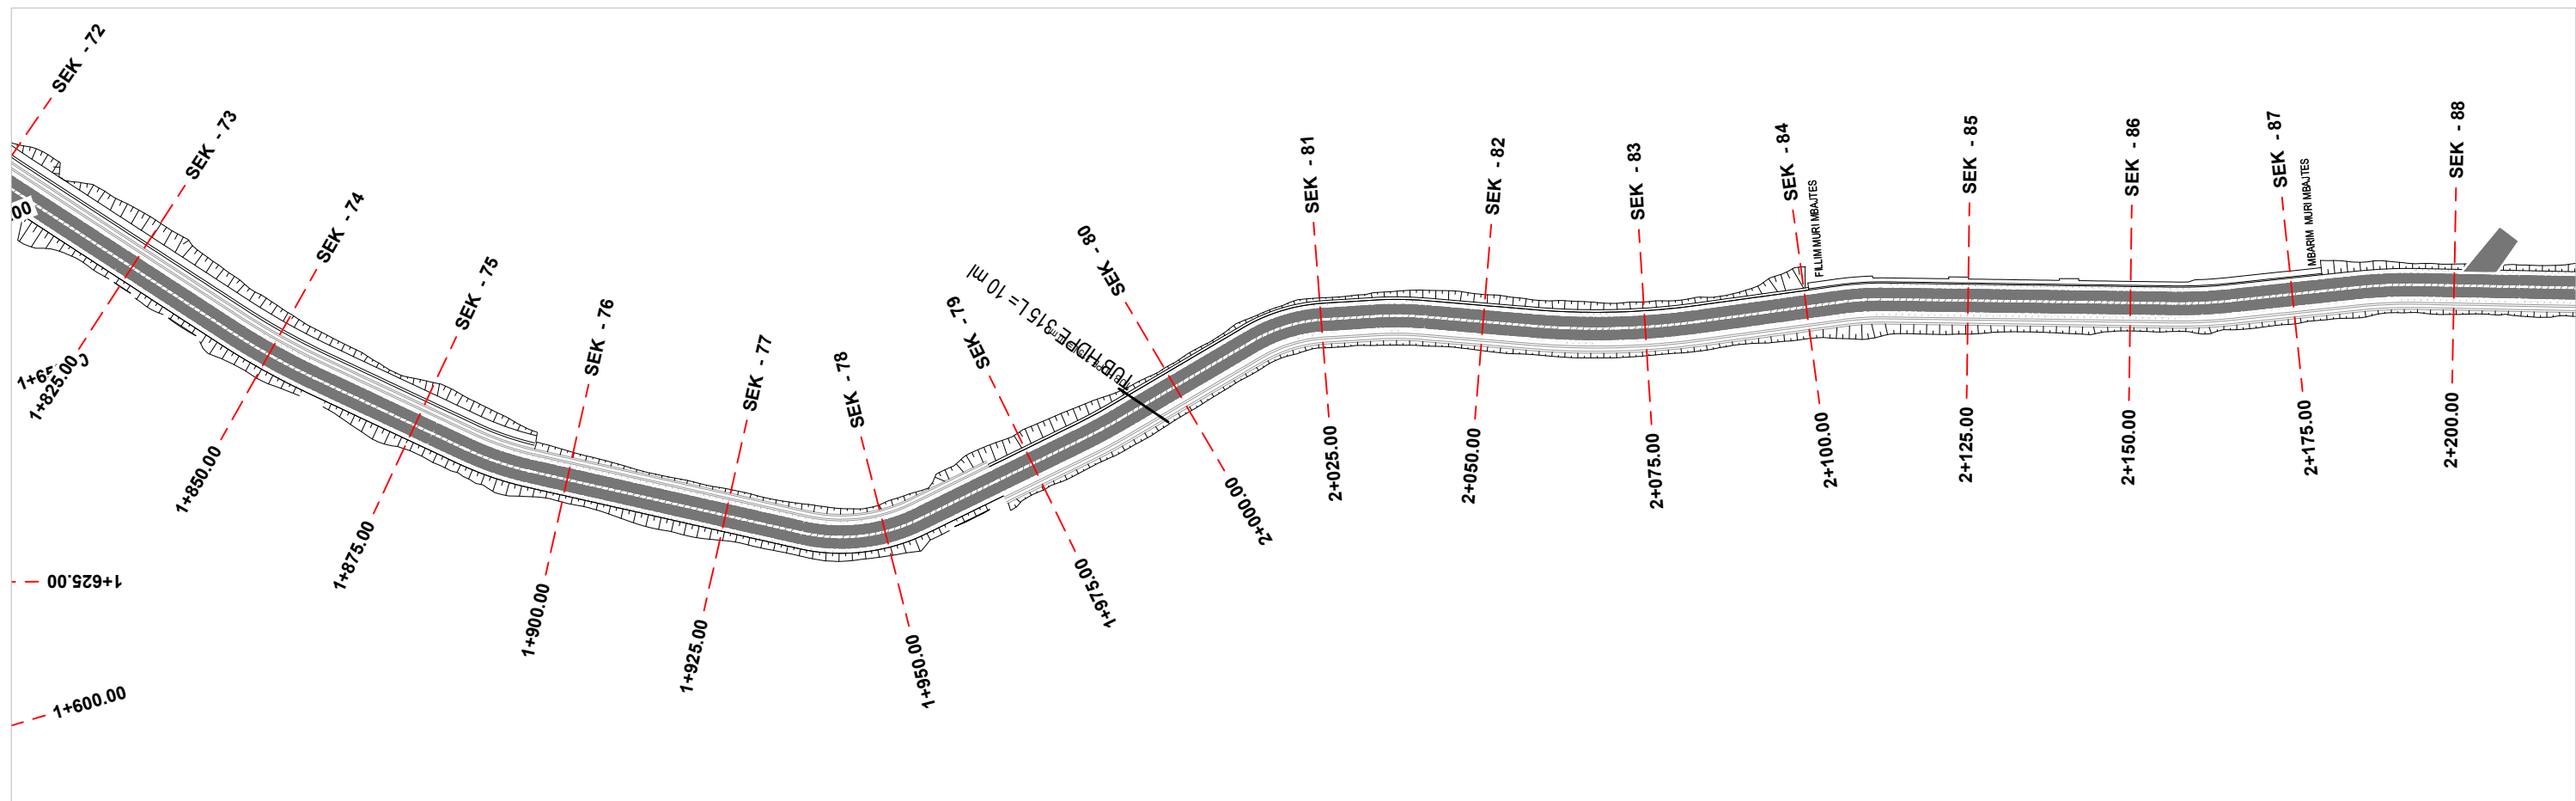 SEK - 72
SEK - 73
SEK - 74
SEK - 75
SEK - 76
SEK - 77
SEK - 78
SEK - 79
SEK - 80
SEK - 81
SEK - 82
SEK - 83
SEK - 84
SEK - 85
SEK - 86
SEK - 87
SEK - 88
FILLIM MURI MBAJTES
MBARIM MURI MBAJTES
TUB HDPE 315 L= 10 ml
1+825.00
1+850.00
1+875.00
1+900.00
1+925.00
1+950.00
1+975.00
2+000.00
2+025.00
2+050.00
2+075.00
2+100.00
2+125.00
2+150.00
2+175.00
2+200.00
1+625.00
1+600.00